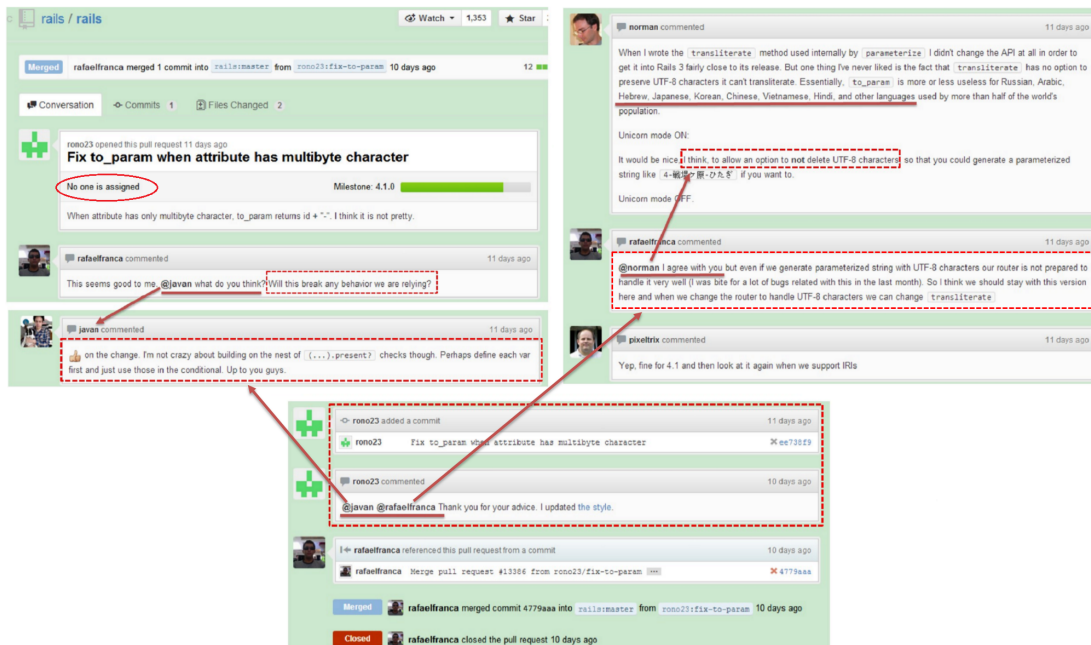 rails / rails
Watch 1,353 Star
Merged rafaelfranca merged 1 commit into rails:master from rono23:fix-to-param 10 days ago 12
Conversation Commits 1 Files Changed 2
rono23 opened this pull request 11 days ago
Fix to_param when attribute has multibyte character
No one is assigned Milestone: 4.1.0
When attribute has only multibyte character, to_param returns id + "-". I think it is not pretty.
rafaelfranca commented 11 days ago
This seems good to me. @javan what do you think? Will this break any behavior we are relying?
javan commented 11 days ago
👍 on the change. I'm not crazy about building on the nest of (...).present? checks though. Perhaps define each var
first and just use those in the conditional. Up to you guys.
norman commented 11 days ago
When I wrote the transliterate method used internally by parameterize I didn't change the API at all in order to
get it into Rails 3 fairly close to its release. But one thing I've never liked is the fact that transliterate has no option to
preserve UTF-8 characters it can't transliterate. Essentially, to_param is more or less useless for Russian, Arabic,
Hebrew, Japanese, Korean, Chinese, Vietnamese, Hindi, and other languages used by more than half of the world's
population.
Unicorn mode ON:
It would be nice, I think, to allow an option to not delete UTF-8 characters so that you could generate a parameterized
string like 4-戦場ヶ原-ひたぎ if you want to.
Unicorn mode OFF.
rafaelfranca commented 11 days ago
@norman I agree with you but even if we generate parameterized string with UTF-8 characters our router is not prepared to
handle it very well (I was bite for a lot of bugs related with this in the last month). So I think we should stay with this version
here and when we change the router to handle UTF-8 characters we can change transliterate
pixeltrix commented 11 days ago
Yep, fine for 4.1 and then look at it again when we support IRIs
rono23 added a commit 11 days ago
rono23 Fix to_param when attribute has multibyte character ee738f9
rono23 commented 10 days ago
@javan @rafaelfranca Thank you for your advice. I updated the style.
rafaelfranca referenced this pull request from a commit 10 days ago
rafaelfranca Merge pull request #13386 from rono23/fix-to-param 4779aaa
Merged rafaelfranca merged commit 4779aaa into rails:master from rono23:fix-to-param 10 days ago
Closed rafaelfranca closed the pull request 10 days ago